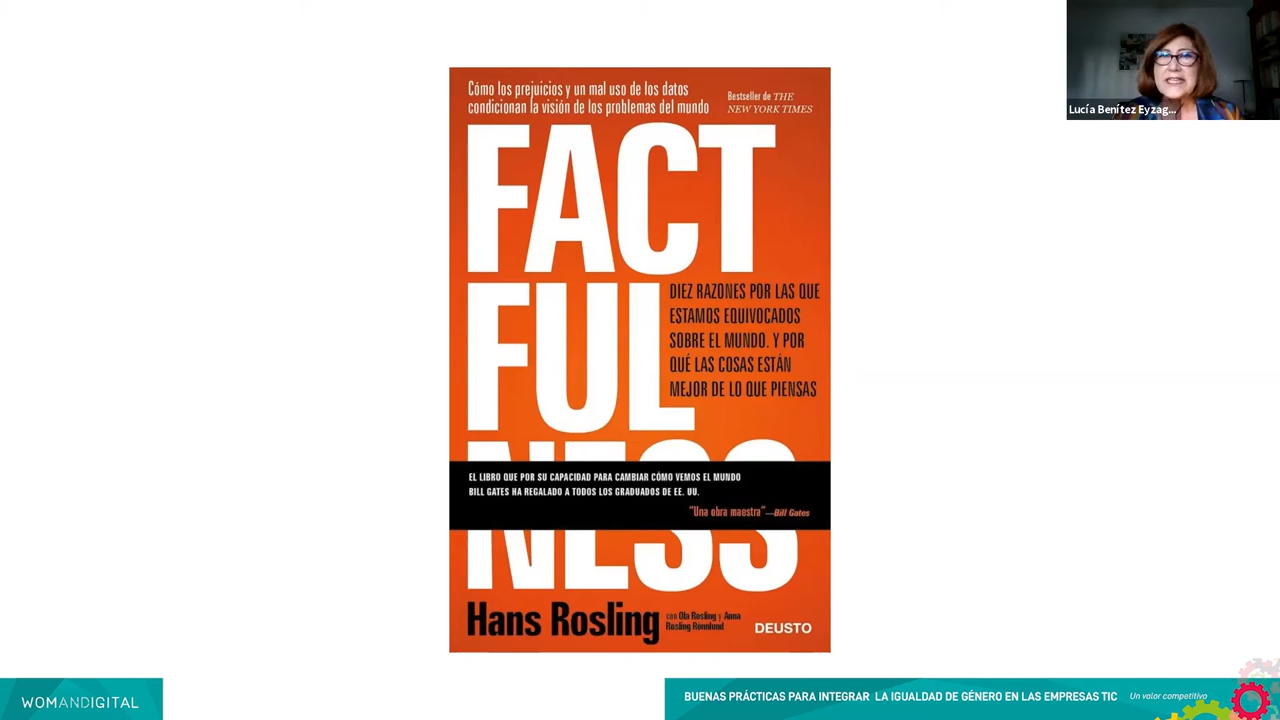 Cómo los prejuicios y un mal uso de los datos
condicionan la visión de los problemas del mundo
Bestseller de THE
NEW YORK TIMES
FACT
FUL
NESS
DIEZ RAZONES POR LAS QUE
ESTAMOS EQUIVOCADOS
SOBRE EL MUNDO. Y POR
QUÉ LAS COSAS ESTÁN
MEJOR DE LO QUE PIENSAS
EL LIBRO QUE POR SU CAPACIDAD PARA CAMBIAR CÓMO VEMOS EL MUNDO
BILL GATES HA REGALADO A TODOS LOS GRADUADOS DE EE. UU.
"Una obra maestra"—Bill Gates
Hans Rosling
con Ola Rosling y Anna
Rosling Rönnlund
DEUSTO
Lucía Benítez Eyzag...
WOMANDIGITAL
BUENAS PRÁCTICAS PARA INTEGRAR LA IGUALDAD DE GÉNERO EN LAS EMPRESAS TIC
Un valor competitivo